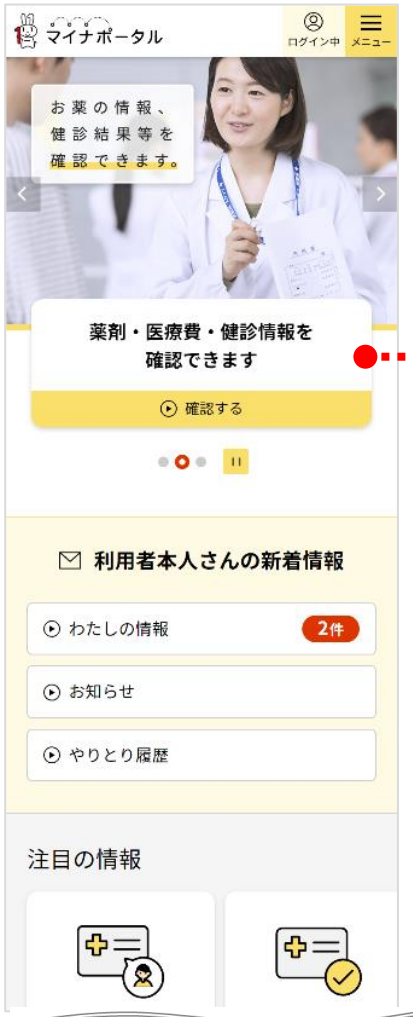 マイナポータル
ログイン中
メニュー
お薬の情報、
健診結果等を
確認できます。
薬剤・医療費・健診情報を
確認できます
確認する
利用者本人さんの新着情報
わたしの情報
2件
お知らせ
やりとり履歴
注目の情報